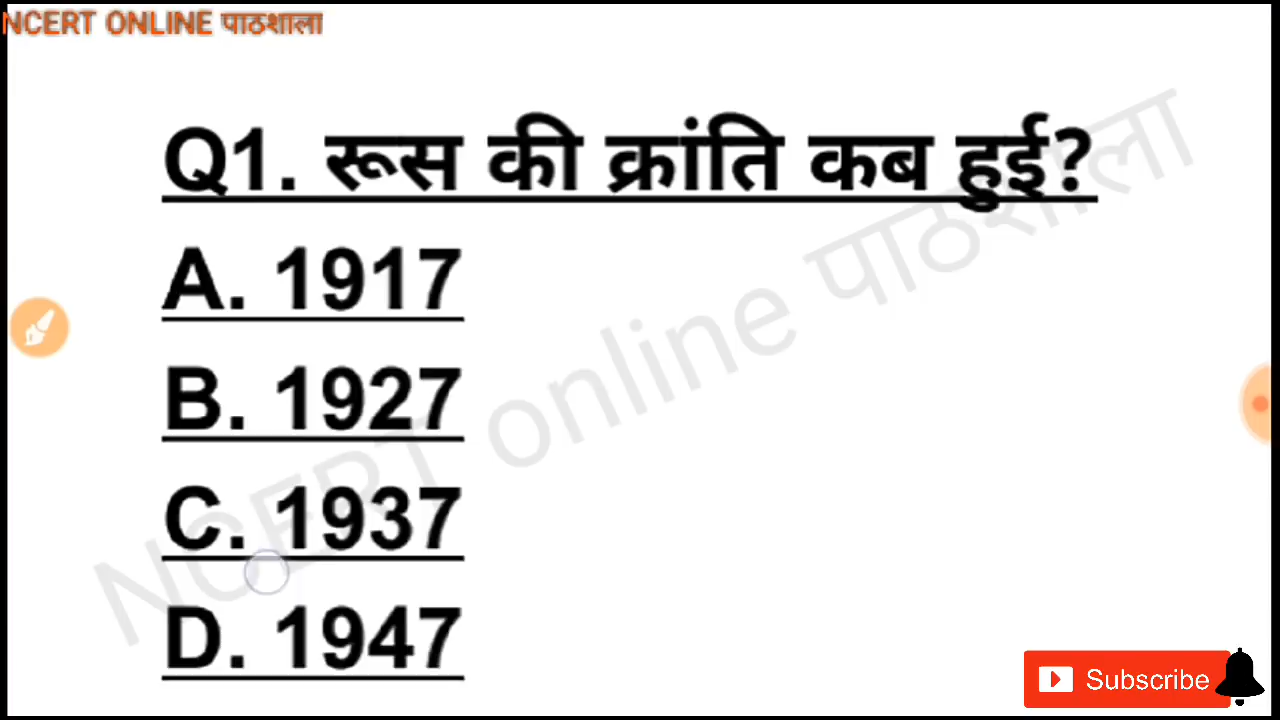 NCERT ONLINE पाठशाला
Q1. रूस की क्रांति कब हुई?
A. 1917
B. 1927
C. 1937
D. 1947
NCERT online पाठशाला
Subscribe